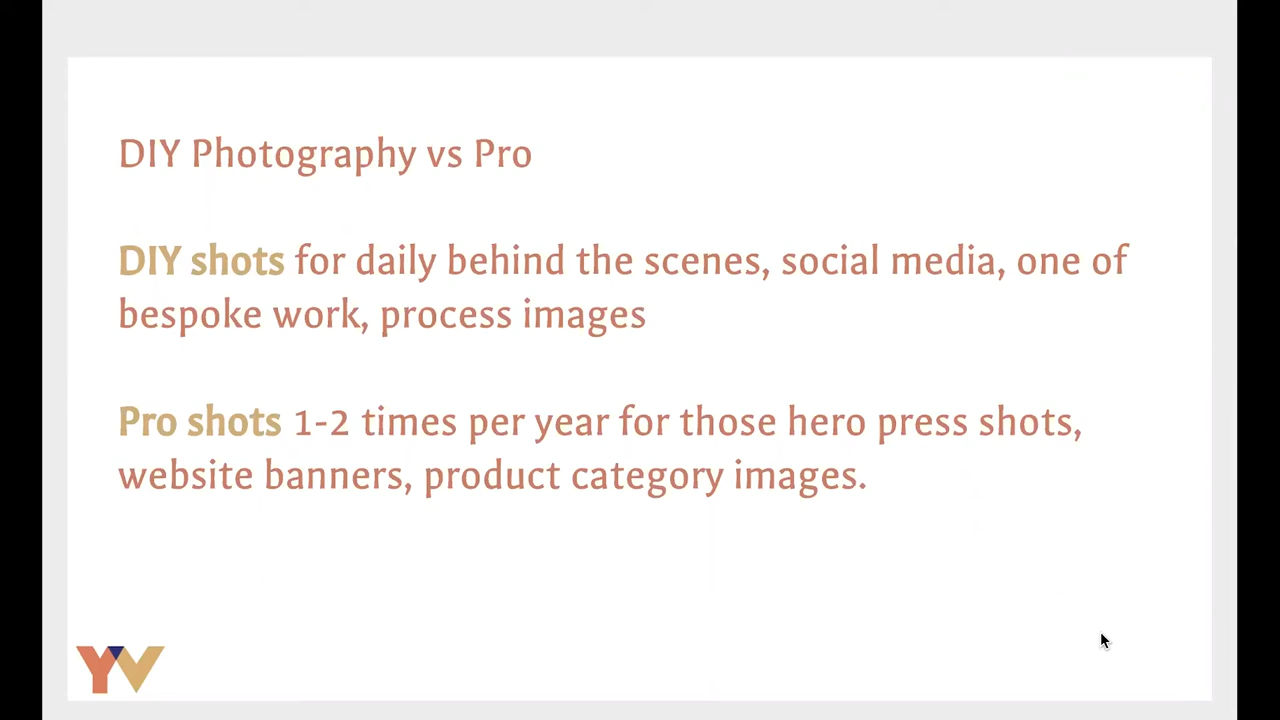 DIY Photography vs Pro
DIY shots for daily behind the scenes, social media, one of
bespoke work, process images
Pro shots 1-2 times per year for those hero press shots,
website banners, product category images.
YV